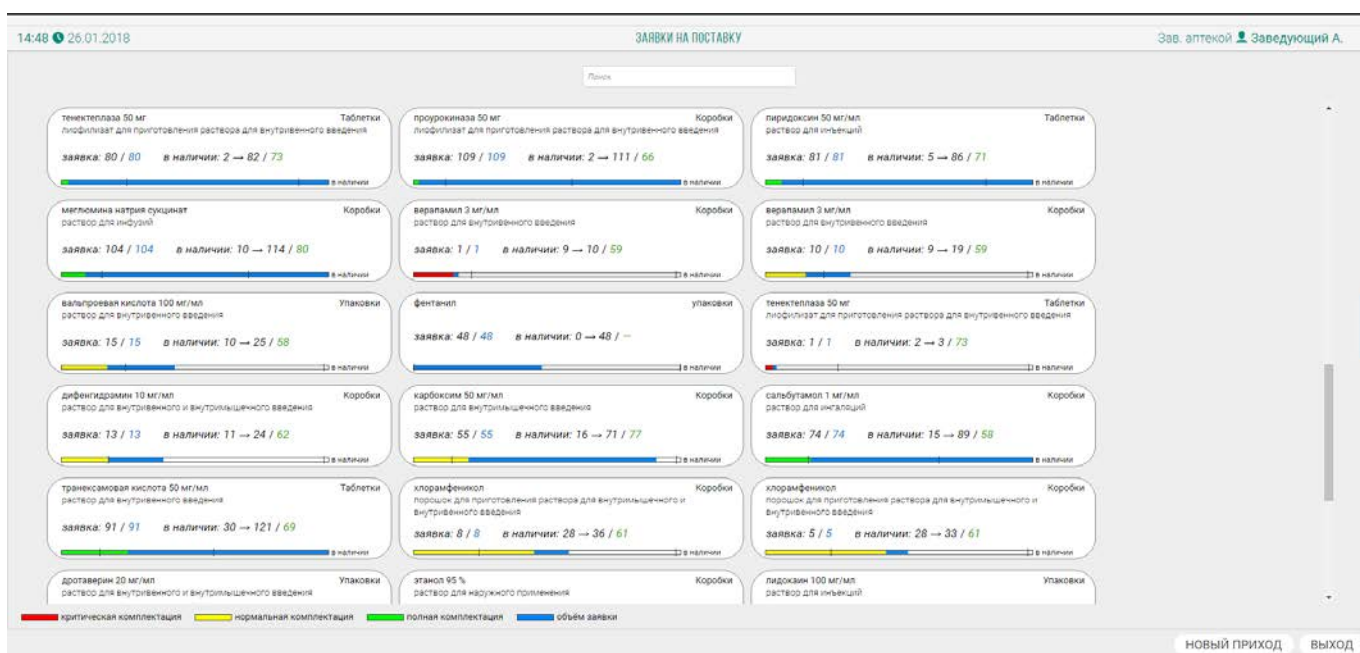 14:48 26.01.2018
ЗАЯВКИ НА ПОСТАВКУ
Зав. аптекой Заведующий А.
Поиск
тенектеплаза 50 мг Таблетки
лиофилизат для приготовления раствора для внутривенного введения
заявка: 80 / 80 в наличии: 2 → 82 / 73
в наличии
проурокиназа 50 мг Коробки
лиофилизат для приготовления раствора для внутривенного введения
заявка: 109 / 109 в наличии: 2 → 111 / 66
в наличии
пиридоксин 50 мг/мл Таблетки
раствор для инъекций
заявка: 81 / 81 в наличии: 5 → 86 / 71
в наличии
меглюмина натрия сукцинат Коробки
раствор для инфузий
заявка: 104 / 104 в наличии: 10 → 114 / 80
в наличии
верапамил 3 мг/мл Коробки
раствор для внутривенного введения
заявка: 1 / 1 в наличии: 9 → 10 / 59
в наличии
верапамил 3 мг/мл Коробки
раствор для внутривенного введения
заявка: 10 / 10 в наличии: 9 → 19 / 59
в наличии
вальпроевая кислота 100 мг/мл Упаковки
раствор для внутривенного введения
заявка: 15 / 15 в наличии: 10 → 25 / 58
в наличии
фентанил упаковки
заявка: 48 / 48 в наличии: 0 → 48 / --
в наличии
тенектеплаза 50 мг Таблетки
лиофилизат для приготовления раствора для внутривенного введения
заявка: 1 / 1 в наличии: 2 → 3 / 73
в наличии
дифенгидрамин 10 мг/мл Коробки
раствор для внутривенного и внутримышечного введения
заявка: 13 / 13 в наличии: 11 → 24 / 62
в наличии
карбоксим 50 мг/мл Коробки
раствор для внутримышечного введения
заявка: 55 / 55 в наличии: 16 → 71 / 77
в наличии
сальбутамол 1 мг/мл Коробки
раствор для ингаляций
заявка: 74 / 74 в наличии: 15 → 89 / 58
в наличии
транексамовая кислота 50 мг/мл Таблетки
раствор для внутривенного введения
заявка: 91 / 91 в наличии: 30 → 121 / 69
в наличии
хлорамфеникол Коробки
порошок для приготовления раствора для внутримышечного и
внутривенного введения
заявка: 8 / 8 в наличии: 28 → 36 / 61
в наличии
хлорамфеникол Коробки
порошок для приготовления раствора для внутримышечного и
внутривенного введения
заявка: 5 / 5 в наличии: 28 → 33 / 61
в наличии
дротаверин 20 мг/мл Упаковки
раствор для внутривенного и внутримышечного введения
этанол 95 % Коробки
раствор для наружного применения
лидокаин 100 мг/мл Упаковки
раствор для инъекций
критическая комплектация нормальная комплектация полная комплектация объём заявки
НОВЫЙ ПРИХОД ВЫХОД